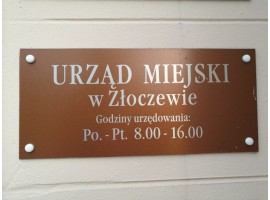 URZĄD MIEJSKI
w Złoczewie
Godziny urzędowania:
Po. - Pt. 8.00 - 16.00